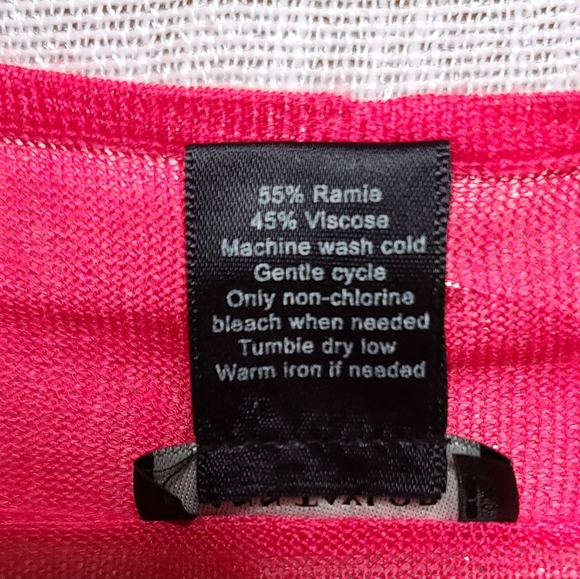 55% Ramie
45% Viscose
Machine wash cold
Gentle cycle
Only non-chlorine
bleach when needed
Tumble dry low
Warm iron if needed